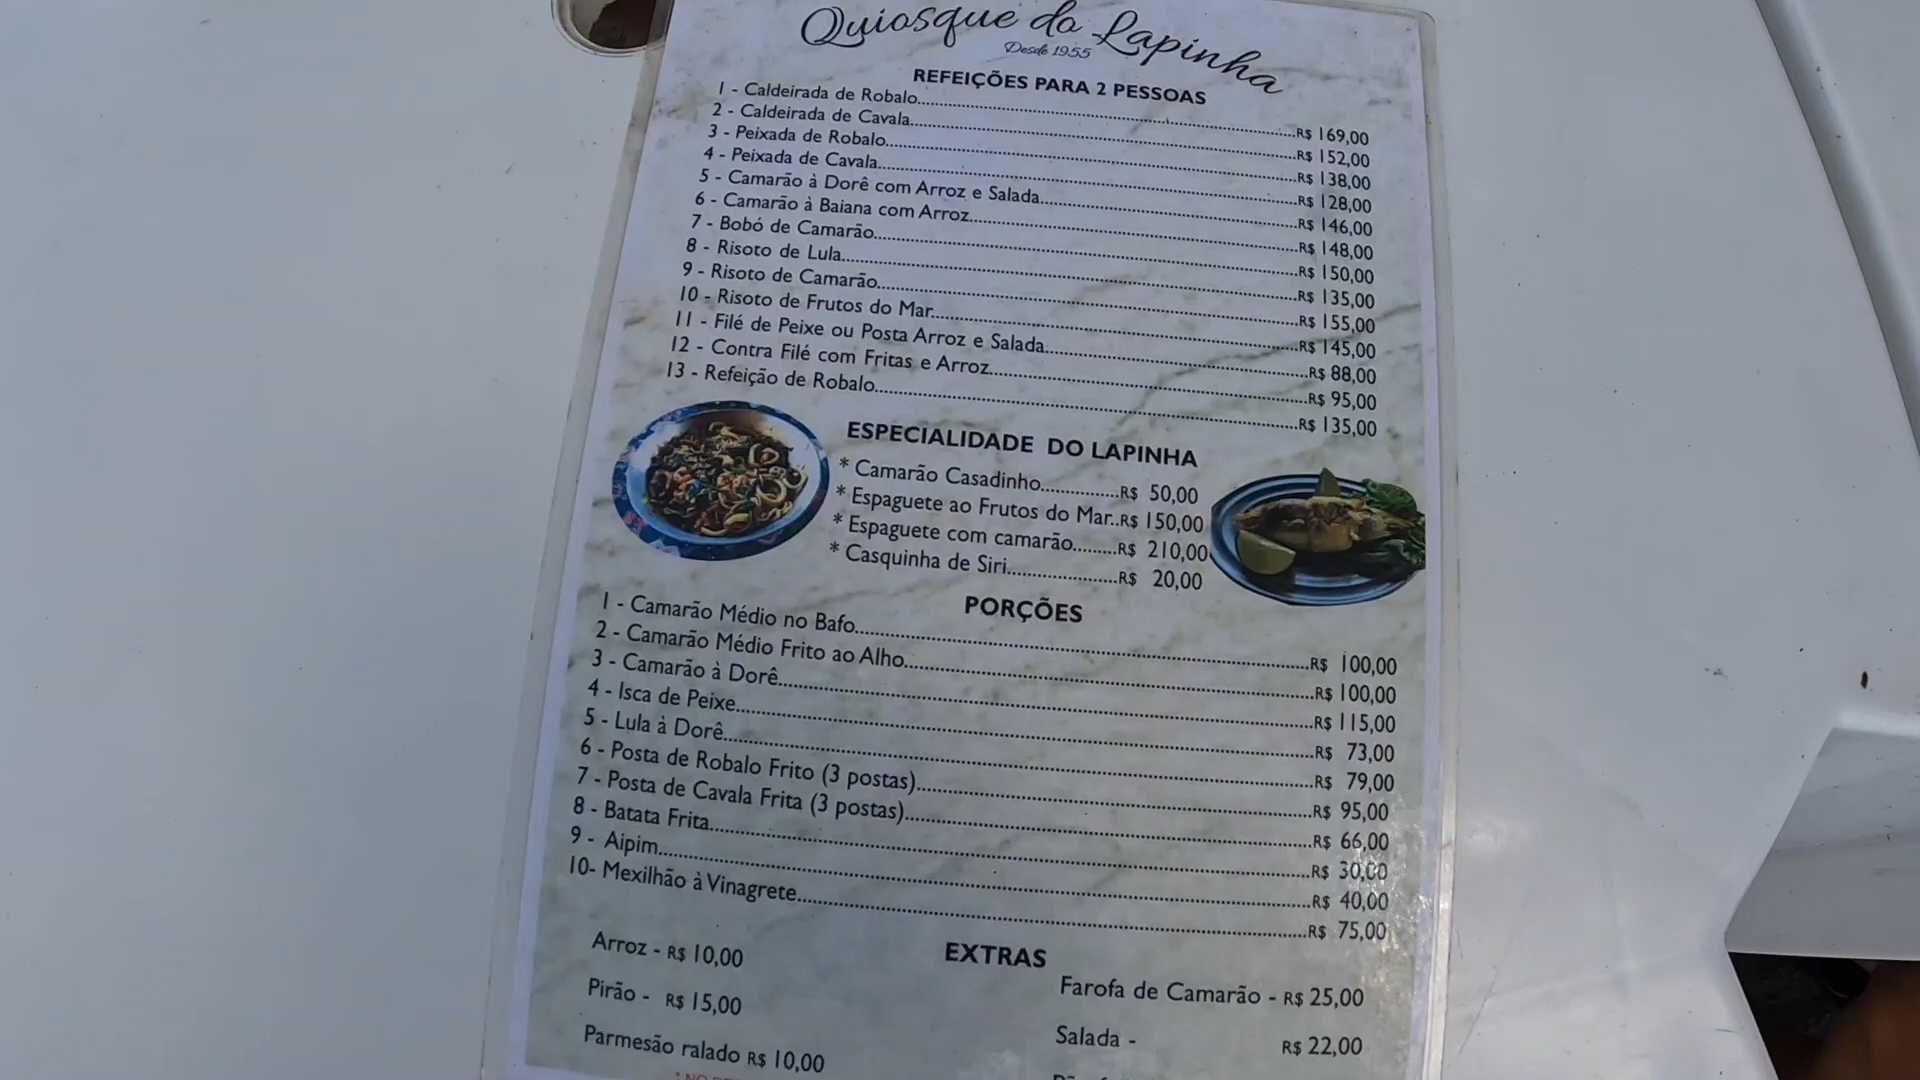 Quiosque do Lapinha
Desde 1955
REFEIÇÕES PARA 2 PESSOAS
1 - Caldeirada de Robalo R$ 169,00
2 - Caldeirada de Cavala R$ 152,00
3 - Peixada de Robalo R$ 138,00
4 - Peixada de Cavala R$ 128,00
5 - Camarão à Dorê com Arroz e Salada R$ 146,00
6 - Camarão à Baiana com Arroz R$ 148,00
7 - Bobó de Camarão R$ 150,00
8 - Risoto de Lula R$ 135,00
9 - Risoto de Camarão R$ 155,00
10 - Risoto de Frutos do Mar R$ 145,00
11 - Filé de Peixe ou Posta Arroz e Salada R$ 88,00
12 - Contra Filé com Fritas e Arroz R$ 95,00
13 - Refeição de Robalo R$ 135,00
ESPECIALIDADE DO LAPINHA
* Camarão Casadinho R$ 50,00
* Espaguete ao Frutos do Mar R$ 150,00
* Espaguete com camarão R$ 210,00
* Casquinha de Siri R$ 20,00
PORÇÕES
1 - Camarão Médio no Bafo R$ 100,00
2 - Camarão Médio Frito ao Alho R$ 100,00
3 - Camarão à Dorê R$ 115,00
4 - Isca de Peixe R$ 73,00
5 - Lula à Dorê R$ 79,00
6 - Posta de Robalo Frito (3 postas) R$ 95,00
7 - Posta de Cavala Frita (3 postas) R$ 66,00
8 - Batata Frita R$ 30,00
9 - Aipim R$ 40,00
10- Mexilhão à Vinagrete R$ 75,00
EXTRAS
Arroz - R$ 10,00
Pirão - R$ 15,00
Parmesão ralado R$ 10,00
Farofa de Camarão - R$ 25,00
Salada - R$ 22,00